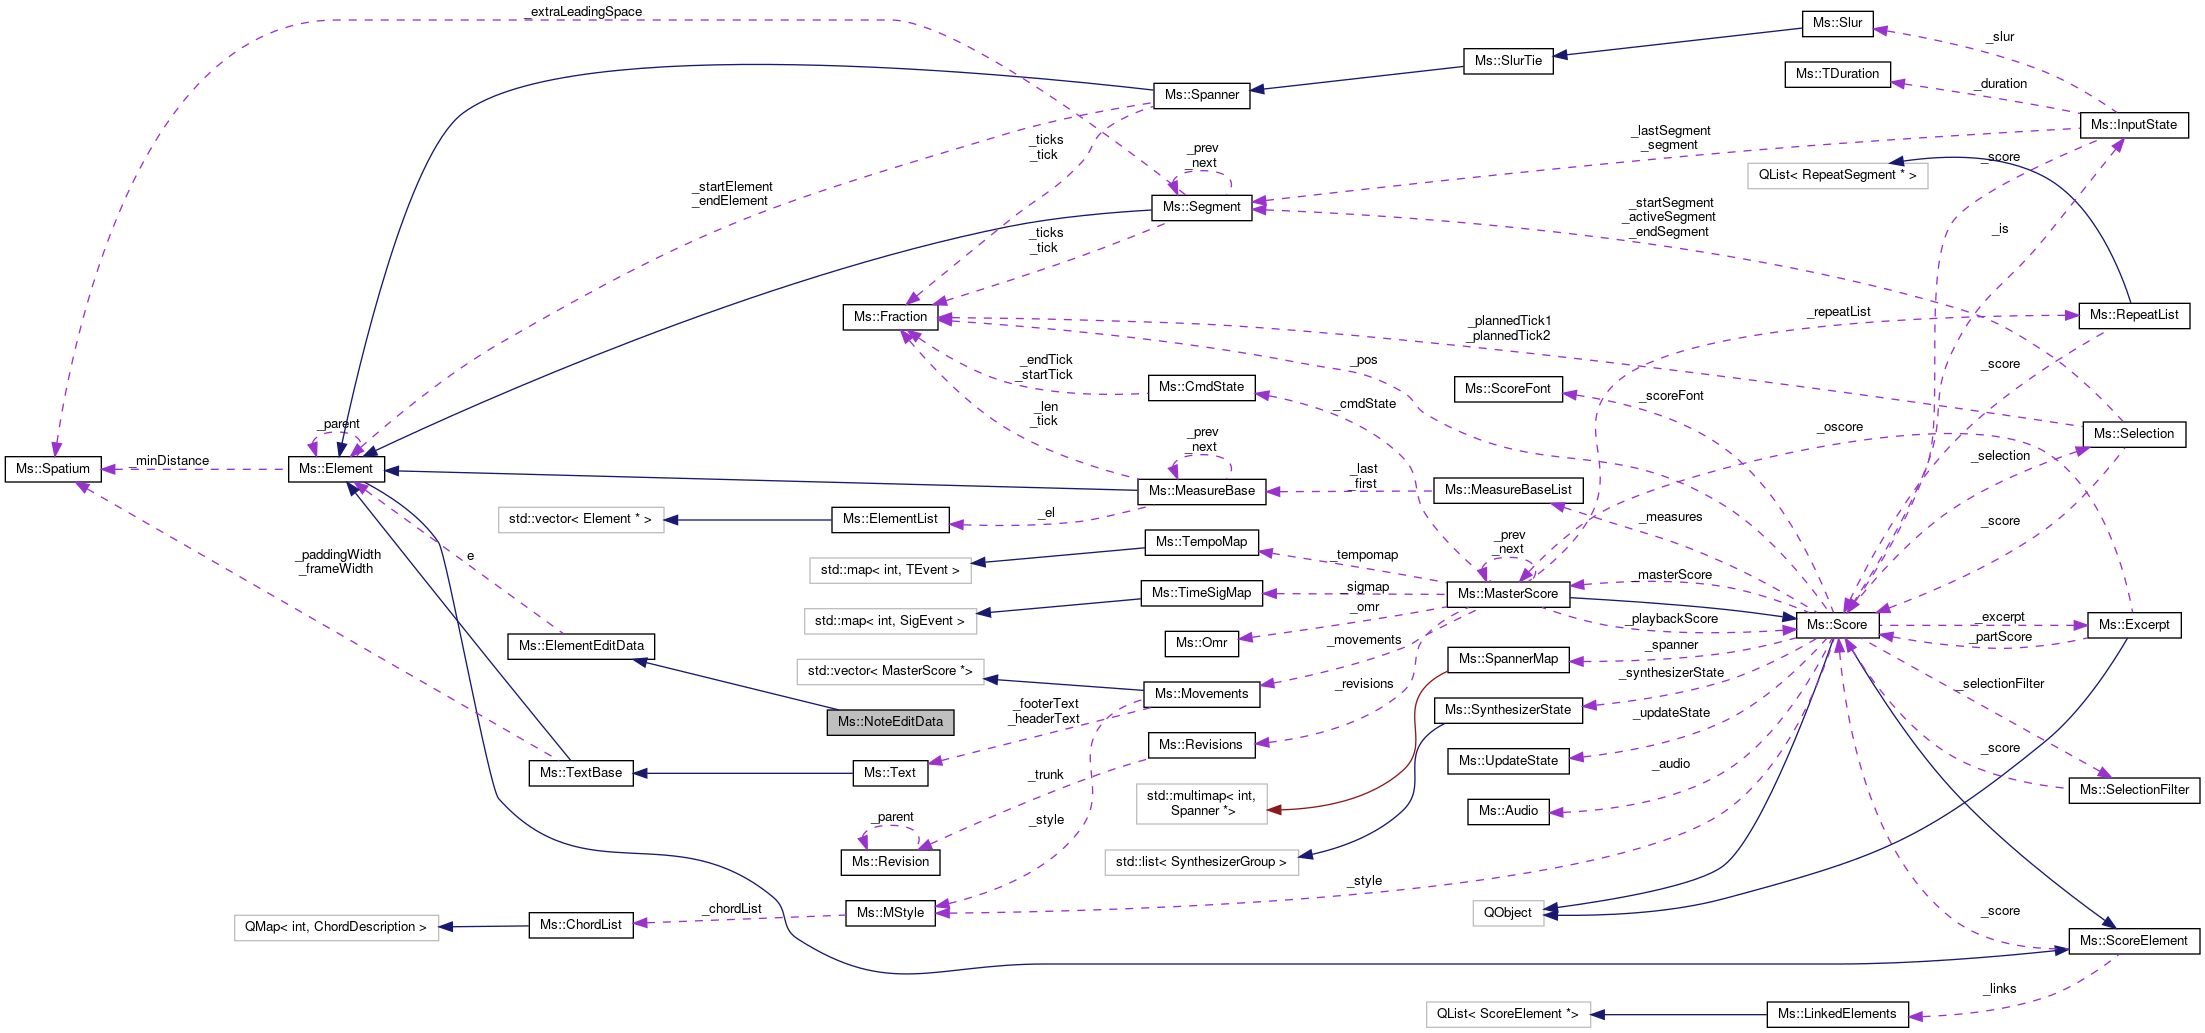 _extraLeadingSpace
Ms::Slur
_slur
Ms::SlurTie
Ms::TDuration
_duration
Ms::Spanner
Ms::InputState
_lastSegment
_segment
_ticks
_tick
_prev
_next
_score
QList< RepeatSegment * >
_startElement
_endElement
Ms::Segment
_startSegment
_activeSegment
_endSegment
_is
_ticks
_tick
Ms::Fraction
_plannedTick1
_plannedTick2
_repeatList
Ms::RepeatList
_endTick
_startTick
_pos
_score
Ms::CmdState
Ms::ScoreFont
_scoreFont
_cmdState
_len
_tick
_parent
_prev
_next
_oscore
Ms::Selection
Ms::Spatium
_minDistance
Ms::Element
_last
_first
_selection
Ms::MeasureBase
Ms::MeasureBaseList
std::vector< Element * >
Ms::ElementList
_el
_measures
_score
_paddingWidth
_frameWidth
e
std::map< int, TEvent >
Ms::TempoMap
_tempomap
_prev
_next
_masterScore
Ms::TimeSigMap
_sigmap
Ms::MasterScore
std::map< int, SigEvent >
_omr
_playbackScore
Ms::Score
_excerpt
Ms::Excerpt
_partScore
Ms::ElementEditData
Ms::Omr
_movements
_spanner
std::vector< MasterScore *>
Ms::SpannerMap
_synthesizerState
_selectionFilter
Ms::Movements
_revisions
Ms::NoteEditData
_footerText
_headerText
Ms::SynthesizerState
_updateState
Ms::Revisions
_score
Ms::TextBase
Ms::Text
_trunk
Ms::UpdateState
_audio
Ms::SelectionFilter
std::multimap< int,
Spanner *>
Ms::Audio
_parent
_style
Ms::Revision
std::list< SynthesizerGroup >
_style
_chordList
Ms::MStyle
QObject
_score
QMap< int, ChordDescription >
Ms::ChordList
Ms::ScoreElement
_links
QList< ScoreElement *>
Ms::LinkedElements